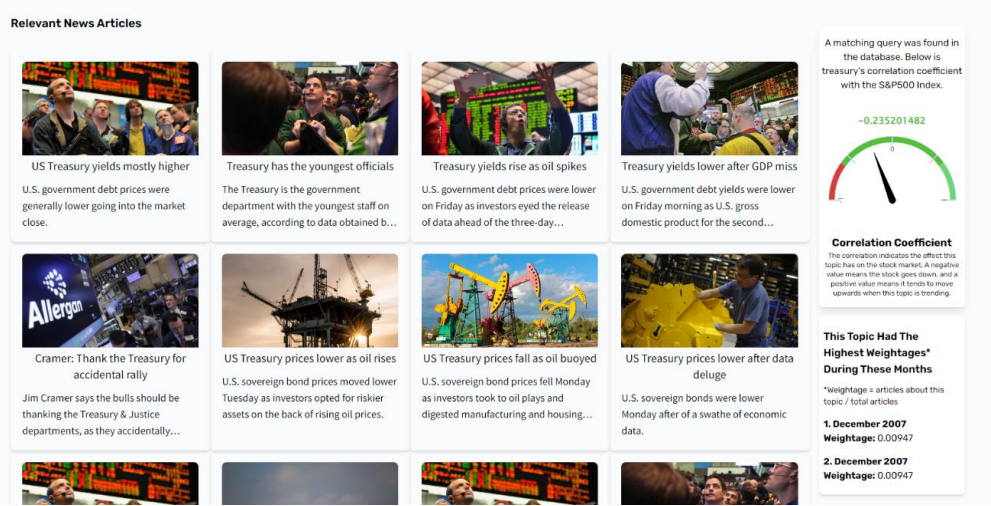 Relevant News Articles
US Treasury yields mostly higher
U.S. government debt prices were
generally lower going into the market
close.
Treasury has the youngest officials
The Treasury is the government
department with the youngest staff on
average, according to data obtained b...
Treasury yields rise as oil spikes
U.S. government debt prices were lower
on Friday as investors eyed the release
of data ahead of the three-day...
Treasury yields lower after GDP miss
U.S. government debt yields were lower
on Friday morning as U.S. gross
domestic product for the second...
Allergan
Cramer: Thank the Treasury for
accidental rally
Jim Cramer says the bulls should be
thanking the Treasury & Justice
departments, as they accidentally...
US Treasury prices lower as oil rises
U.S. sovereign bond prices moved lower
Tuesday as investors opted for riskier
assets on the back of rising oil prices.
US Treasury prices fall as oil buoyed
U.S. sovereign bond prices fell Monday
as investors took to oil plays and
digested manufacturing and housing...
US Treasury prices lower after data
deluge
U.S. sovereign bonds were lower
Monday after of a swathe of economic
data.
A matching query was found in
the database. Below is
treasury's correlation coefficient
with the S&P500 Index.
-0.235201482
0
Correlation Coefficient
The correlation indicates the effect this
topic has on the stock market. A negative
value means the stock goes down, and a
positive value means it tends to move
upwards when this topic is trending.
This Topic Had The
Highest Weightages*
During These Months
*Weightage = articles about this
topic / total articles
1. December 2007
Weightage: 0.00947
2. December 2007
Weightage: 0.00947